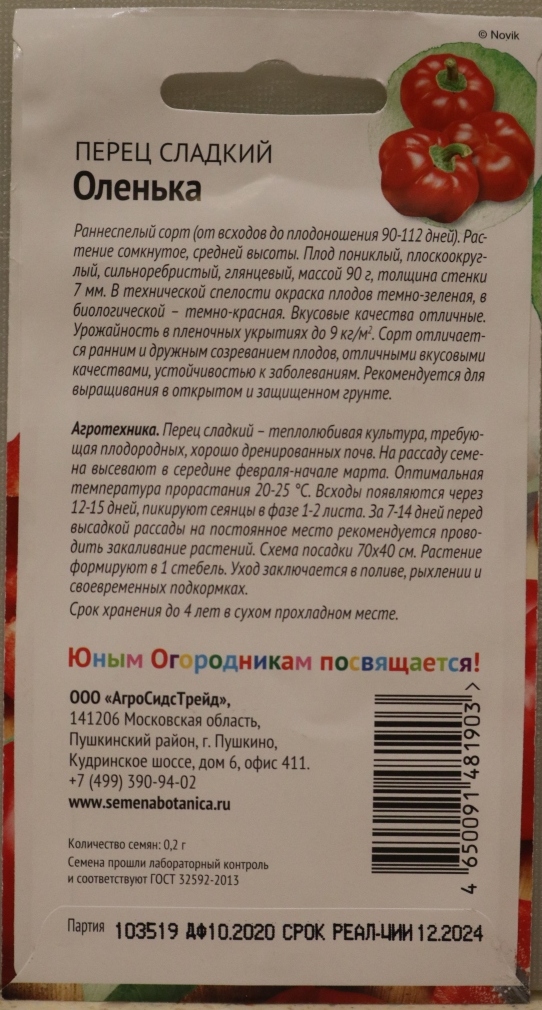 © Novik
ПЕРЕЦ СЛАДКИЙ
Оленька
Раннеспелый сорт (от всходов до плодоношения 90-112 дней). Рас-
тение сомкнутое, средней высоты. Плод пониклый, плоскоокруг-
лый, сильноребристый, глянцевый, массой 90 г, толщина стенки
7 мм. В технической спелости окраска плодов темно-зеленая, в
биологической – темно-красная. Вкусовые качества отличные.
Урожайность в пленочных укрытиях до 9 кг/м². Сорт отличает-
ся ранним и дружным созреванием плодов, отличными вкусовыми
качествами, устойчивостью к заболеваниям. Рекомендуется для
выращивания в открытом и защищенном грунте.
Агротехника. Перец сладкий – теплолюбивая культура, требую-
щая плодородных, хорошо дренированных почв. На рассаду семе-
на высевают в середине февраля-начале марта. Оптимальная
температура прорастания 20-25 °С. Всходы появляются через
12-15 дней, пикируют сеянцы в фазе 1-2 листа. За 7-14 дней перед
высадкой рассады на постоянное место рекомендуется прово-
дить закаливание растений. Схема посадки 70х40 см. Растение
формируют в 1 стебель. Уход заключается в поливе, рыхлении и
своевременных подкормках.
Срок хранения до 4 лет в сухом прохладном месте.
Юным Огородникам посвящается!
ООО «АгроСидсТрейд»,
141206 Московская область,
Пушкинский район, г. Пушкино,
Кудринское шоссе, дом 6, офис 411.
+7 (499) 390-94-02
www.semenabotanica.ru
4 650091 481903 >
Количество семян: 0,2 г
Семена прошли лабораторный контроль
и соответствуют ГОСТ 32592-2013
Партия 103519 ДФ10.2020 СРОК РЕАЛ-ЦИИ 12.2024